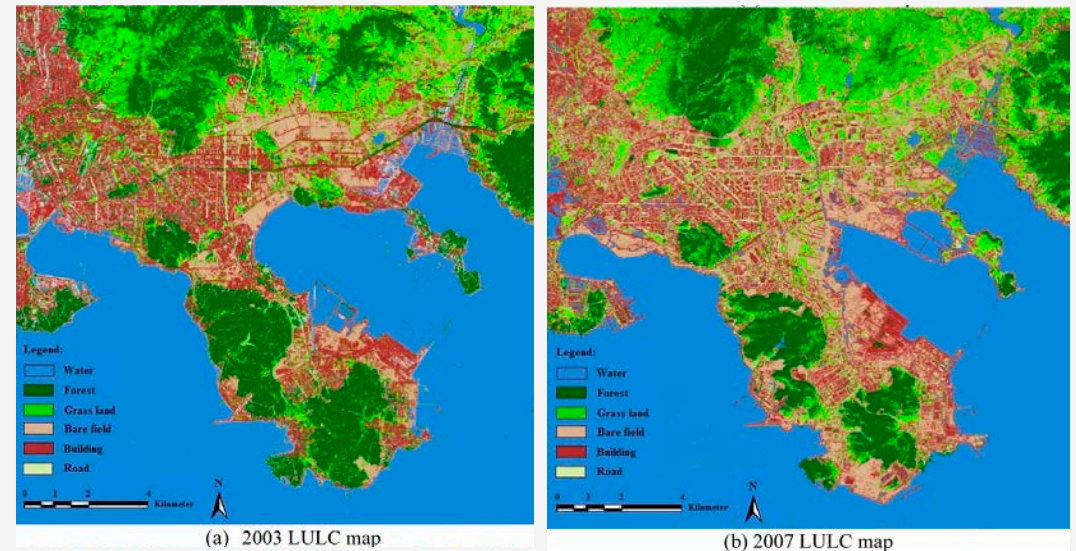 Legend:
Water
Forest
Grass land
Bare field
Building
Road
0 1 2 4
Kilometer
N
(a) 2003 LULC map
Legend:
Water
Forest
Grass land
Bare field
Building
Road
0 1 2 4
Kilometer
N
(b) 2007 LULC map